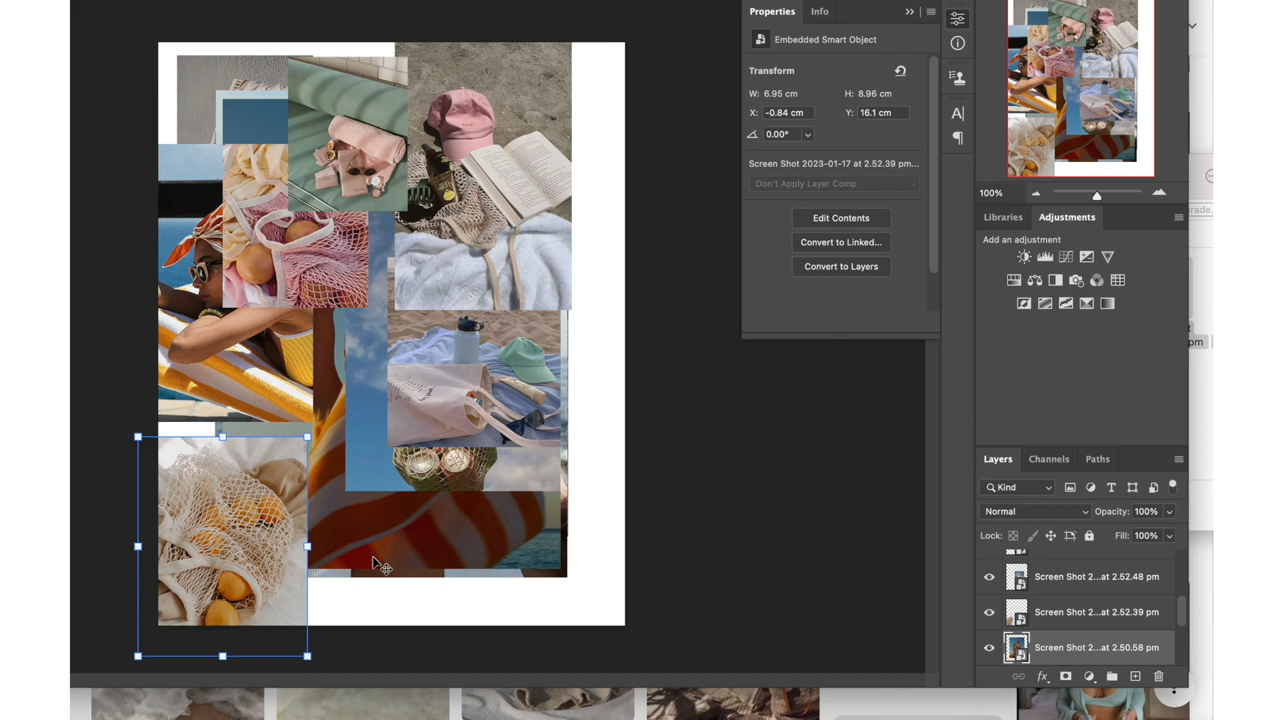 Properties Info
Embedded Smart Object
Transform
W: 6.95 cm H: 8.96 cm
X: -0.84 cm Y: 16.1 cm
0.00°
Screen Shot 2023-01-17 at 2.52.39 pm...
Don't Apply Layer Comp
Edit Contents
Convert to Linked...
Convert to Layers
100%
Libraries Adjustments
Add an adjustment
Layers Channels Paths
Kind
Normal Opacity: 100%
Lock: Fill: 100%
Screen Shot 2...at 2.52.48 pm
Screen Shot 2...at 2.52.39 pm
Screen Shot 2...at 2.50.58 pm
fx
rade.
t
pm